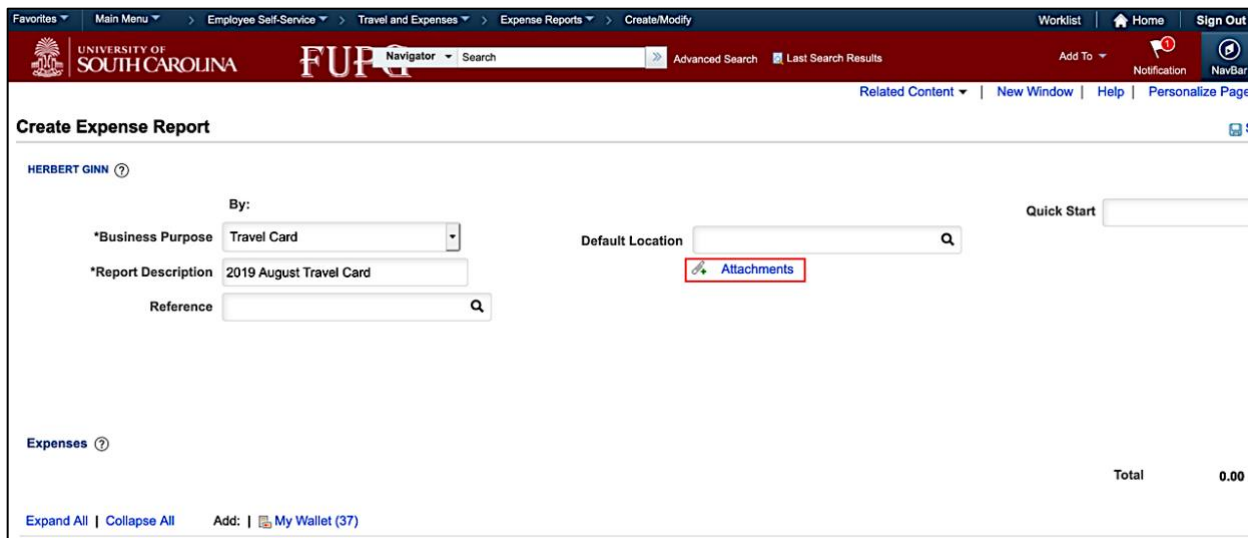 Favorites Main Menu > Employee Self-Service > Travel and Expenses > Expense Reports > Create/Modify Worklist Home Sign Out
UNIVERSITY OF
SOUTH CAROLINA
Navigator Search » Advanced Search Last Search Results Add To 1 Notification NavBar
Related Content | New Window | Help | Personalize Page
Create Expense Report
HERBERT GINN ?
By:
Quick Start
*Business Purpose Travel Card Default Location
*Report Description 2019 August Travel Card Attachments
Reference
Expenses ?
Total 0.00
Expand All | Collapse All Add: | My Wallet (37)